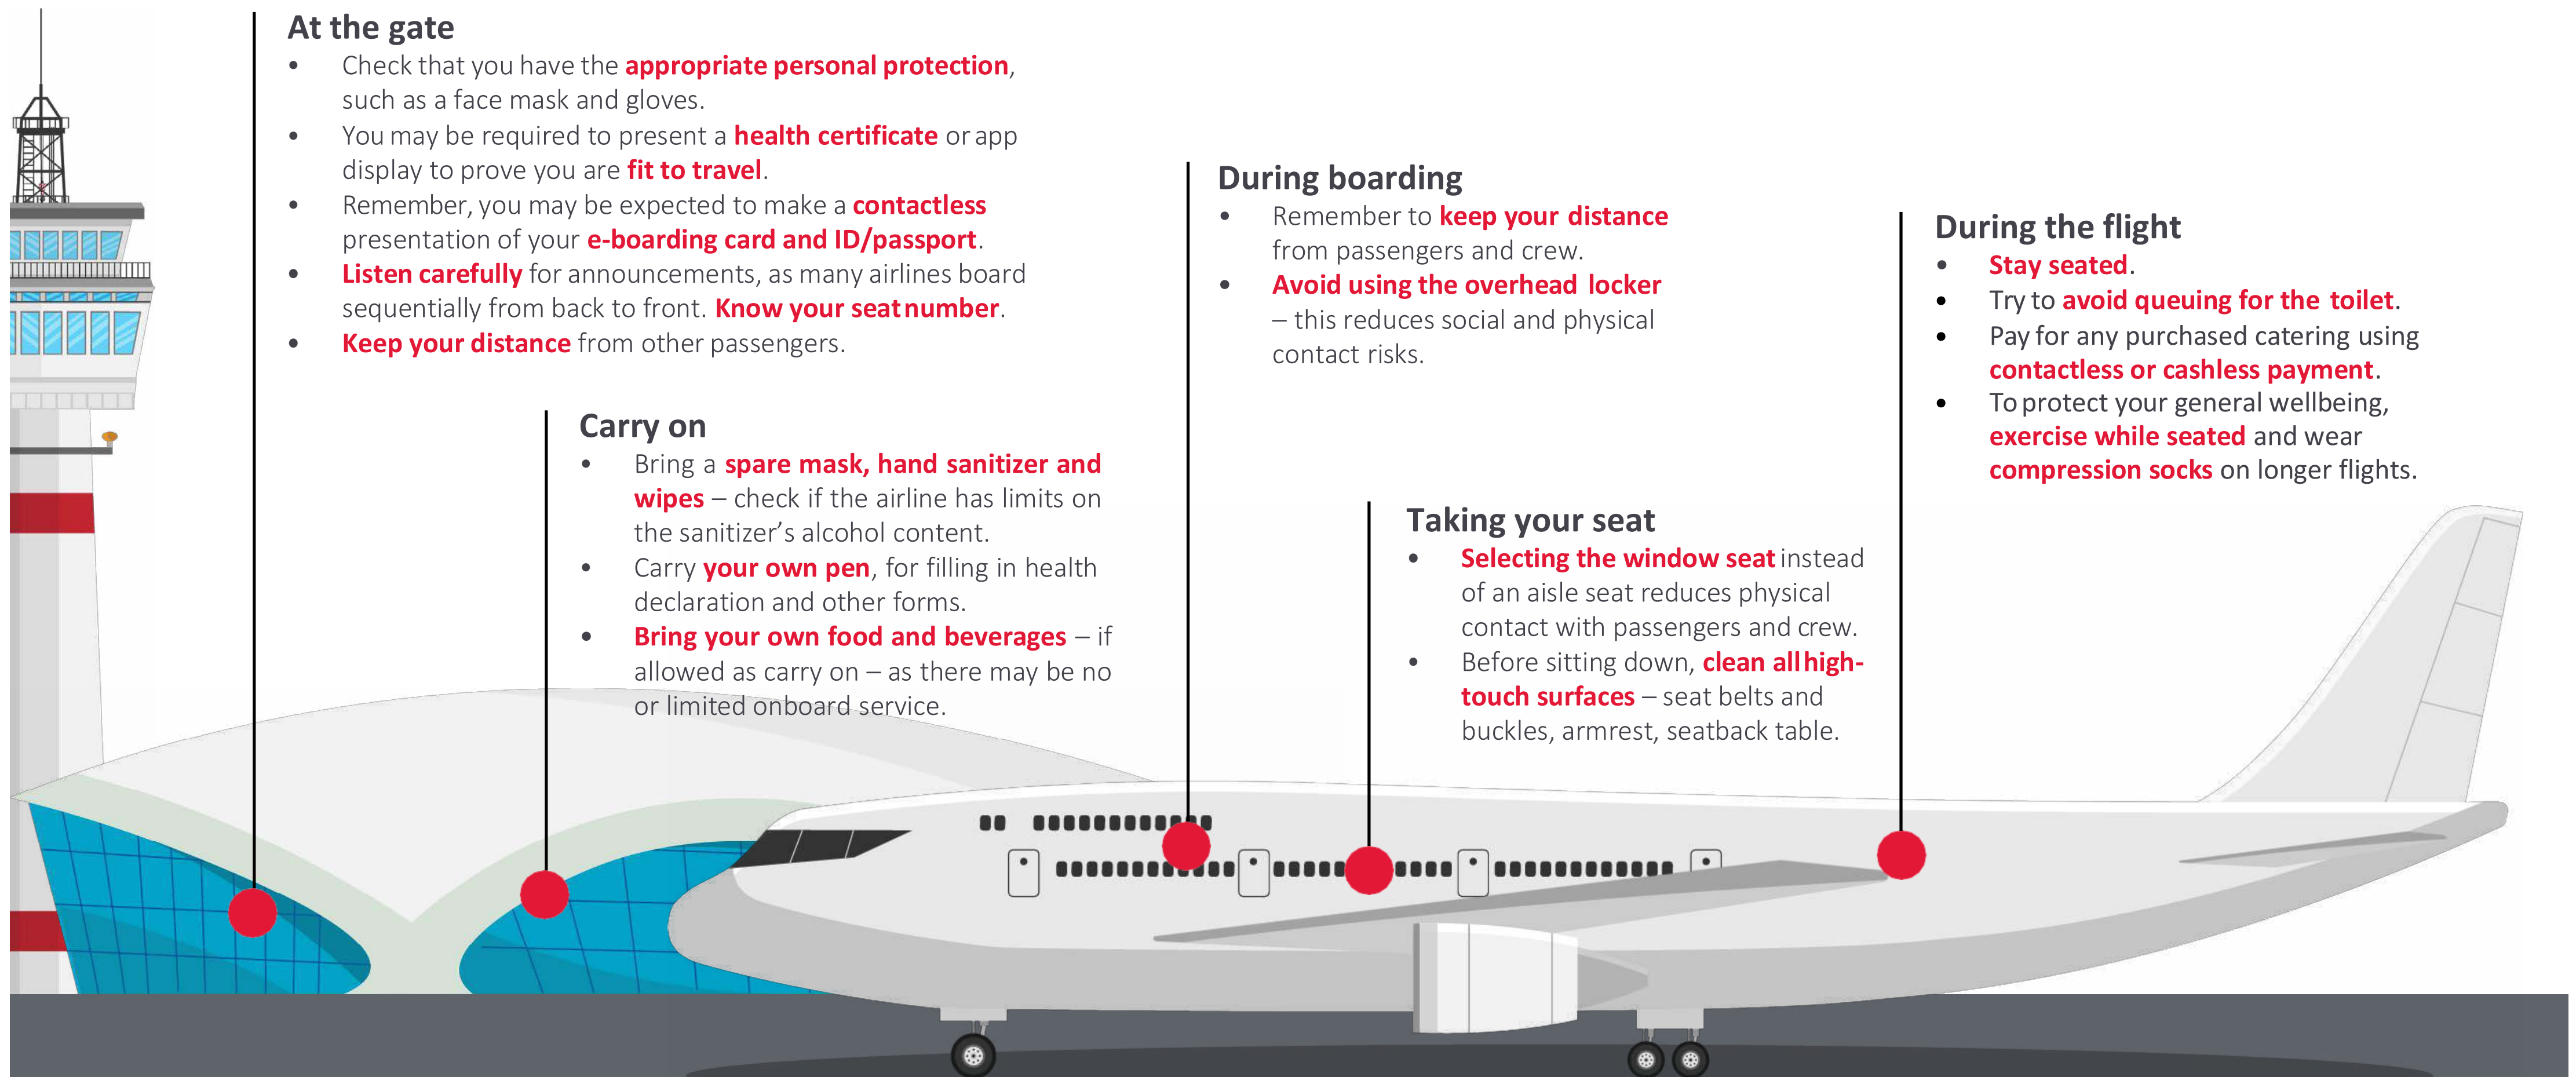 At the gate
• Check that you have the appropriate personal protection,
such as a face mask and gloves.
• You may be required to present a health certificate or app
display to prove you are fit to travel.
• Remember, you may be expected to make a contactless
presentation of your e-boarding card and ID/passport.
• Listen carefully for announcements, as many airlines board
sequentially from back to front. Know your seat number.
• Keep your distance from other passengers.
Carry on
• Bring a spare mask, hand sanitizer and
wipes – check if the airline has limits on
the sanitizer’s alcohol content.
• Carry your own pen, for filling in health
declaration and other forms.
• Bring your own food and beverages – if
allowed as carry on – as there may be no
or limited onboard service.
During boarding
• Remember to keep your distance
from passengers and crew.
• Avoid using the overhead locker
– this reduces social and physical
contact risks.
Taking your seat
• Selecting the window seat instead
of an aisle seat reduces physical
contact with passengers and crew.
• Before sitting down, clean all high-
touch surfaces – seat belts and
buckles, armrest, seatback table.
During the flight
• Stay seated.
• Try to avoid queuing for the toilet.
• Pay for any purchased catering using
contactless or cashless payment.
• To protect your general wellbeing,
exercise while seated and wear
compression socks on longer flights.